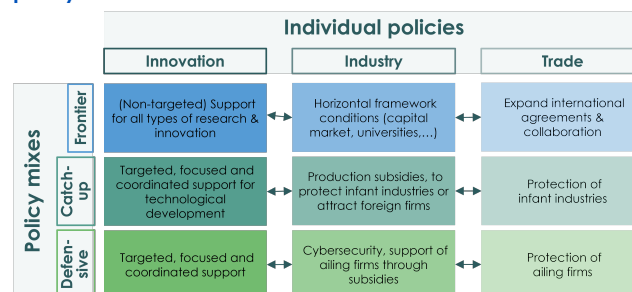 Individual policies
Innovation
Industry
Trade
Policy mixes
Frontier
(Non-targeted) Support
for all types of research &
innovation
Horizontal framework
conditions (capital
market, universities,...)
Expand international
agreements &
collaboration
Catch-
up
Targeted, focused and
coordinated support for
technological
development
Production subsidies, to
protect infant industries or
attract foreign firms
Protection of
infant industries
Defen-
sive
Targeted, focused and
coordinated support
Cybersecurity, support of
ailing firms through
subsidies
Protection of
ailing firms